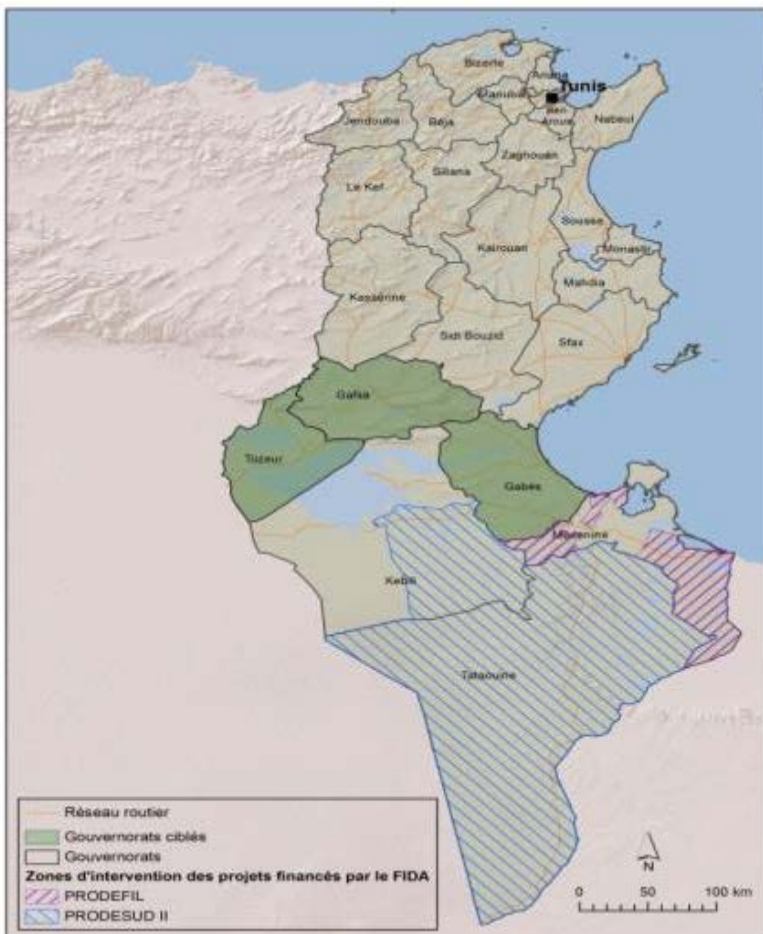 Bizerte
Ariana
Tunis
Manuba
Ben
Arous
Jendouba
Béja
Nabeul
Zaghouan
Siliana
Le Kef
Sousse
Kairouan
Monastir
Mahdia
Kassérine
Sidi Bouzid
Sfax
Gafsa
Tozeur
Gabès
Médenine
Kebili
Tataouine
Réseau routier
Gouvernorats ciblés
Gouvernorats
Zones d'intervention des projets financés par le FIDA
PRODEFIL
PRODESUD II
N
0 50 100 km